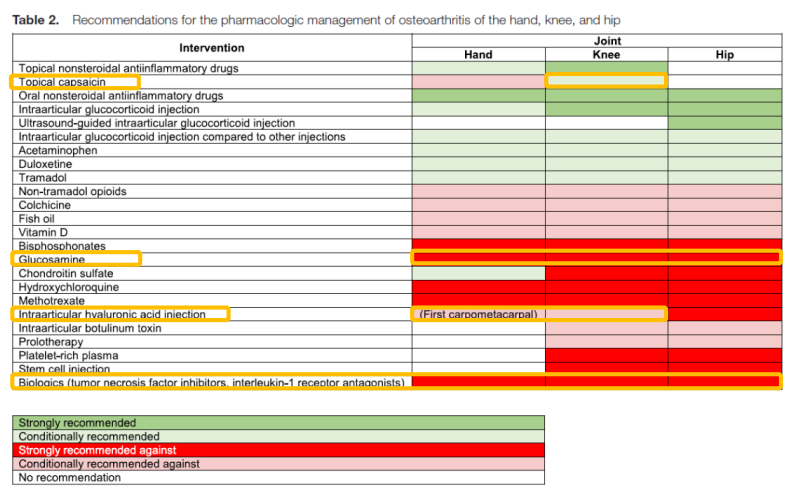 Table 2. Recommendations for the pharmacologic management of osteoarthritis of the hand, knee, and hip
Intervention
Joint
Hand Knee Hip
Topical nonsteroidal antiinflammatory drugs
Topical capsaicin
Oral nonsteroidal antiinflammatory drugs
Intraarticular glucocorticoid injection
Ultrasound-guided intraarticular glucocorticoid injection
Intraarticular glucocorticoid injection compared to other injections
Acetaminophen
Duloxetine
Tramadol
Non-tramadol opioids
Colchicine
Fish oil
Vitamin D
Bisphosphonates
Glucosamine
Chondroitin sulfate
Hydroxychloroquine
Methotrexate
Intraarticular hyaluronic acid injection (First carpometacarpal)
Intraarticular botulinum toxin
Prolotherapy
Platelet-rich plasma
Stem cell injection
Biologics (tumor necrosis factor inhibitors, interleukin-1 receptor antagonists)
Strongly recommended
Conditionally recommended
Strongly recommended against
Conditionally recommended against
No recommendation